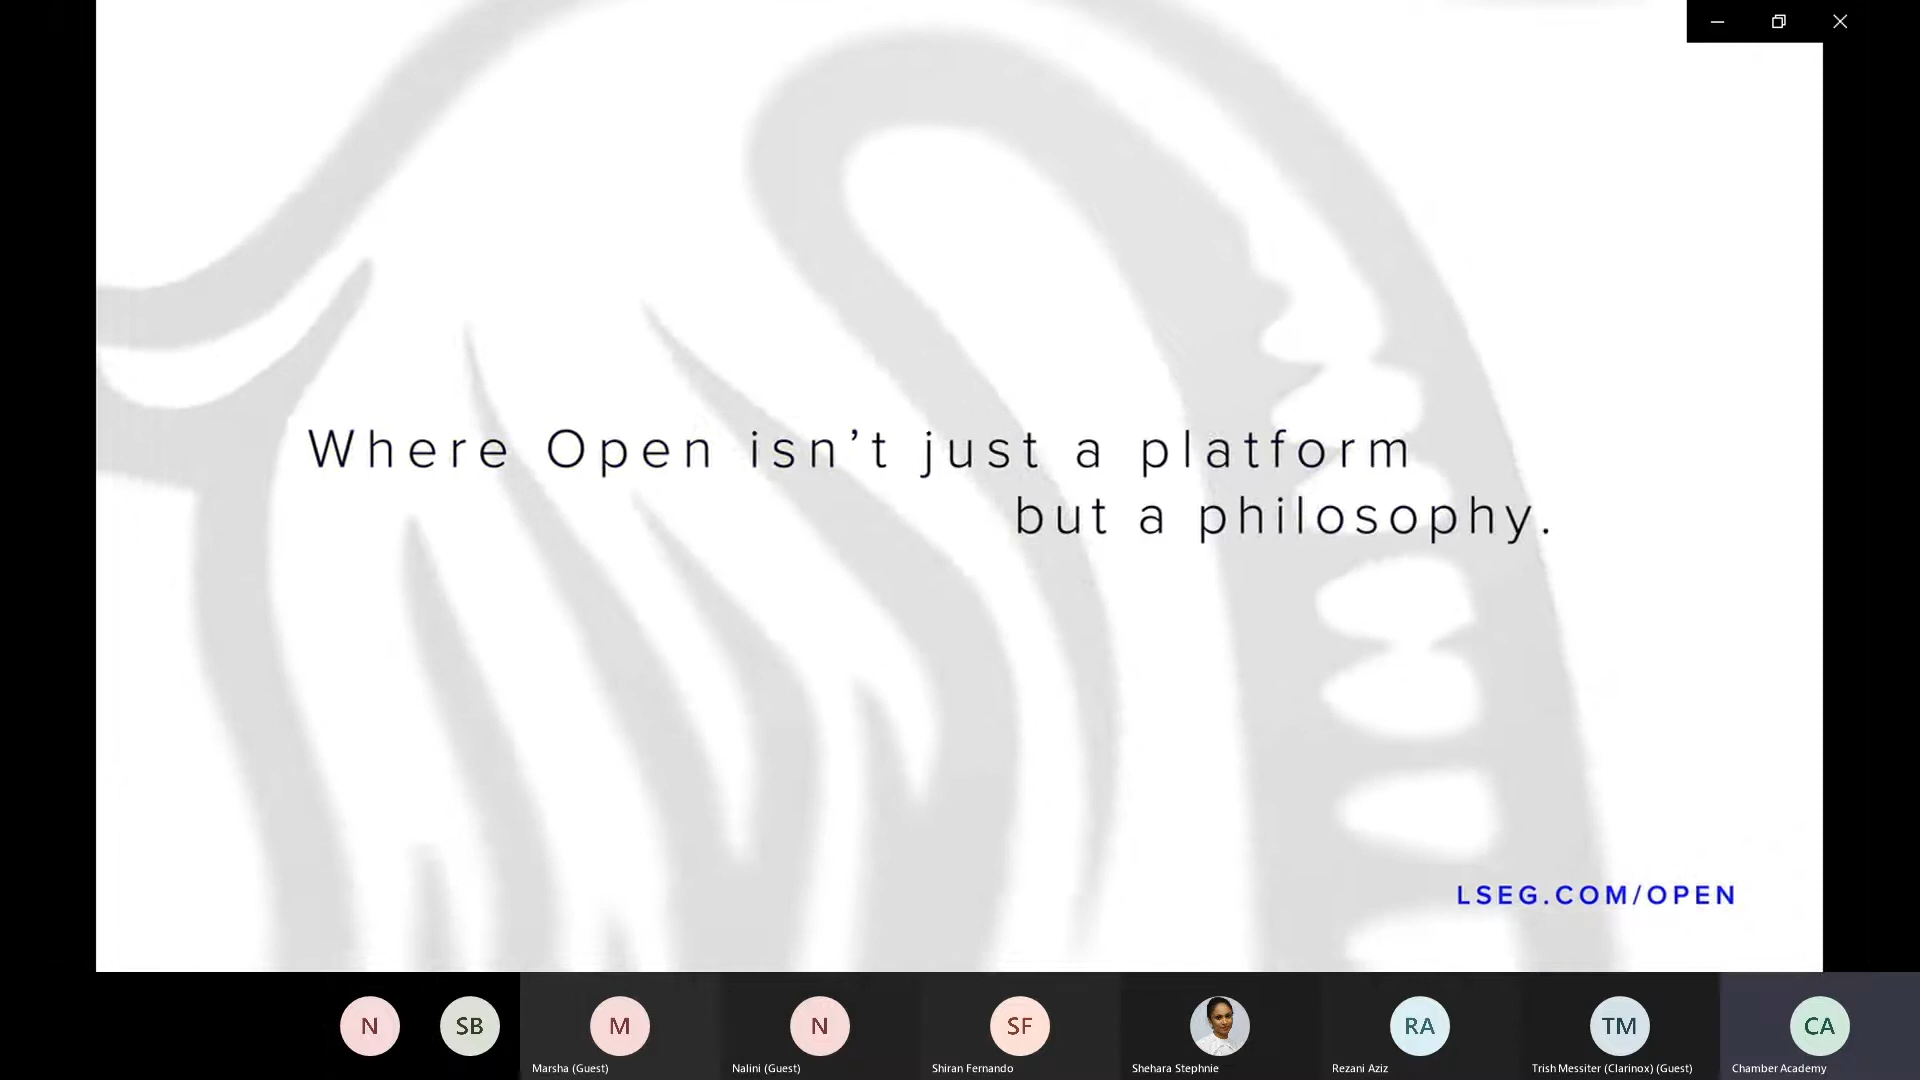 Where Open isn’t just a platform
but a philosophy.
LSEG.COM/OPEN
N
SB
M
N
SF
RA
TM
CA
Marsha (Guest)
Nalini (Guest)
Shiran Fernando
Shehara Stephnie
Rezani Aziz
Trish Messiter (Clarinox) (Guest)
Chamber Academy